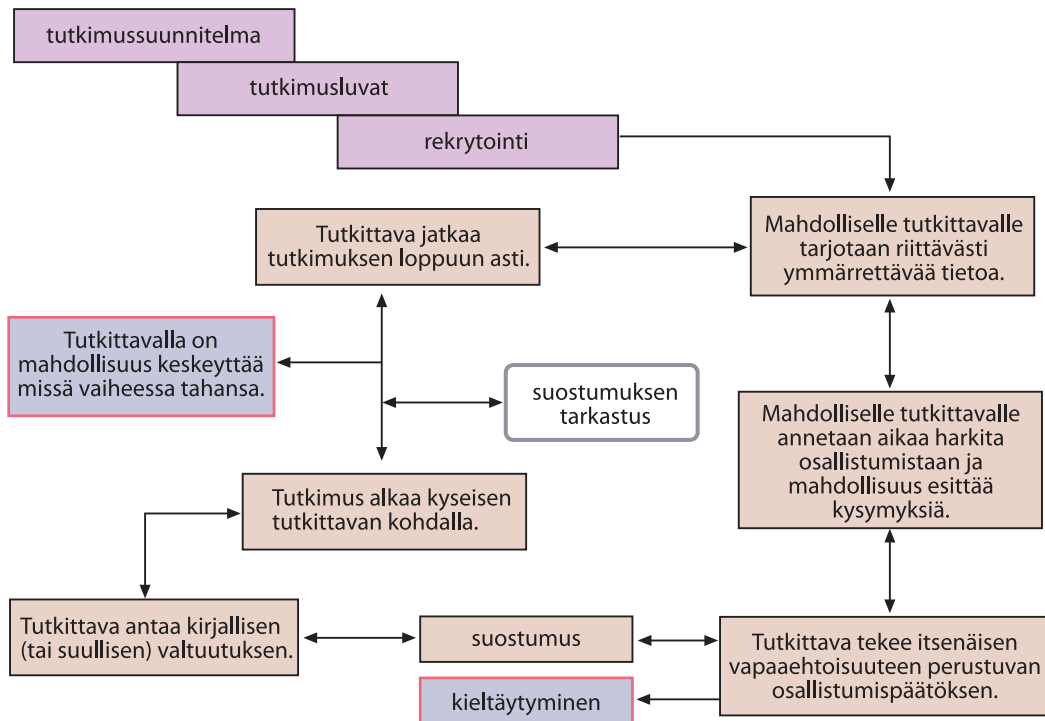 tutkimussuunnitelma
tutkimusluvat
rekrytointi
Mahdolliselle tutkittavalle
tarjotaan riittävästi
ymmärrettävää tietoa.
Tutkittava jatkaa
tutkimuksen loppuun asti.
Tutkittavalla on
mahdollisuus keskeyttää
missä vaiheessa tahansa.
suostumuksen
tarkastus
Mahdolliselle tutkittavalle
annetaan aikaa harkita
osallistumistaan ja
mahdollisuus esittää
kysymyksiä.
Tutkimus alkaa kyseisen
tutkittavan kohdalla.
Tutkittava antaa kirjallisen
(tai suullisen) valtuutuksen.
suostumus
Tutkittava tekee itsenäisen
vapaaehtoisuuteen perustuvan
osallistumispäätöksen.
kieltäytyminen